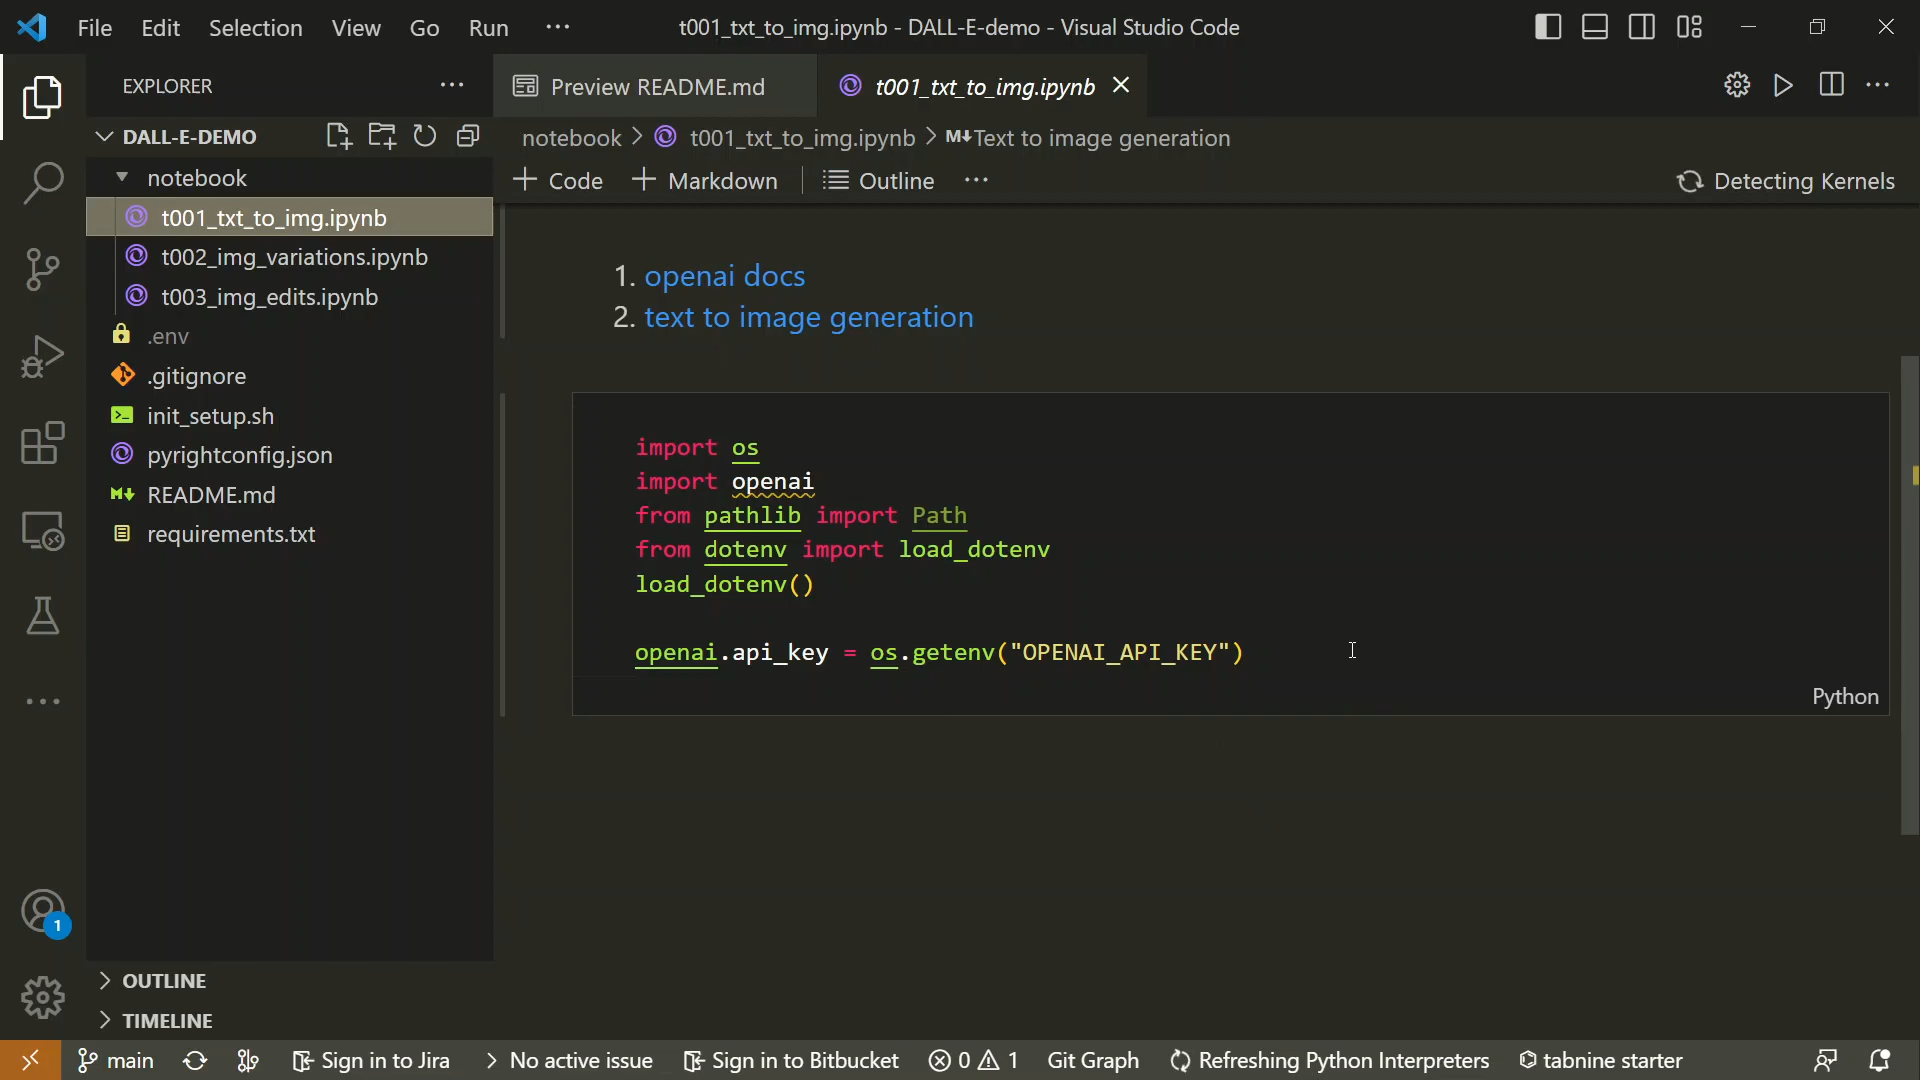 File Edit Selection View Go Run ··· t001_txt_to_img.ipynb - DALL-E-demo - Visual Studio Code
EXPLORER ···
Preview README.md
t001_txt_to_img.ipynb
DALL-E-DEMO
notebook
t001_txt_to_img.ipynb
t002_img_variations.ipynb
t003_img_edits.ipynb
.env
.gitignore
init_setup.sh
pyrightconfig.json
README.md
requirements.txt
OUTLINE
TIMELINE
1
notebook > t001_txt_to_img.ipynb > M↓Text to image generation
+ Code + Markdown | Outline ··· Detecting Kernels
1. openai docs
2. text to image generation
import os
import openai
from pathlib import Path
from dotenv import load_dotenv
load_dotenv()
openai.api_key = os.getenv("OPENAI_API_KEY")
Python
main Sign in to Jira > No active issue Sign in to Bitbucket 0 1 Git Graph Refreshing Python Interpreters tabnine starter